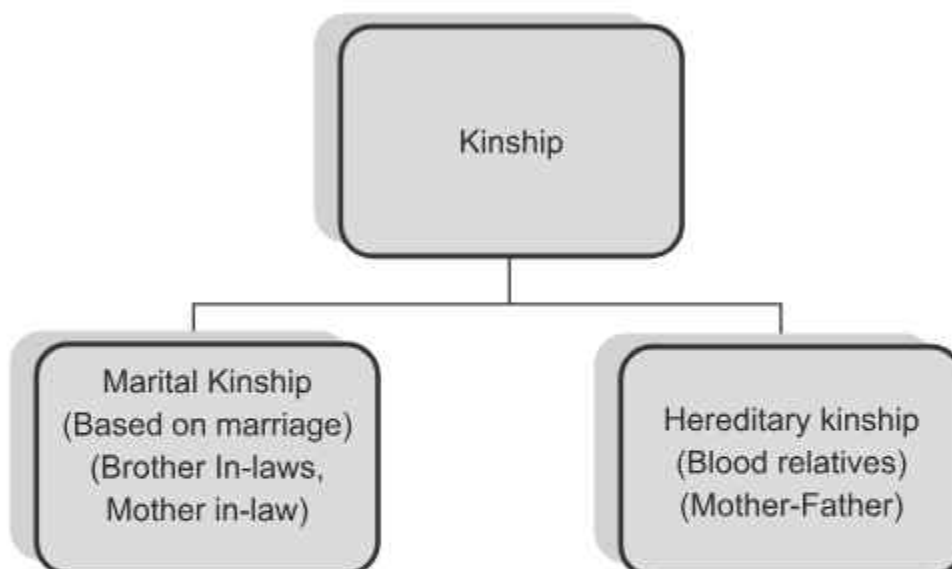 Kinship
Marital Kinship
(Based on marriage)
(Brother In-laws,
Mother in-law)
Hereditary kinship
(Blood relatives)
(Mother-Father)